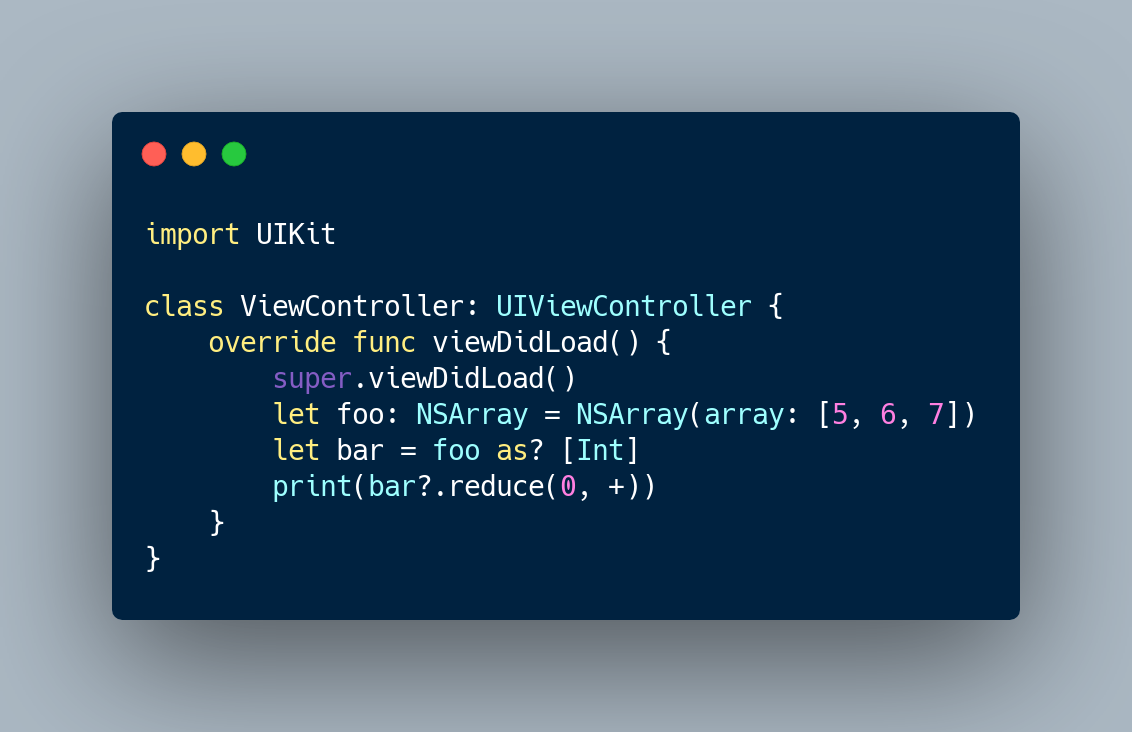 import UIKit

class ViewController: UIViewController {
    override func viewDidLoad() {
        super.viewDidLoad()
        let foo: NSArray = NSArray(array: [5, 6, 7])
        let bar = foo as? [Int]
        print(bar?.reduce(0, +))
    }
}